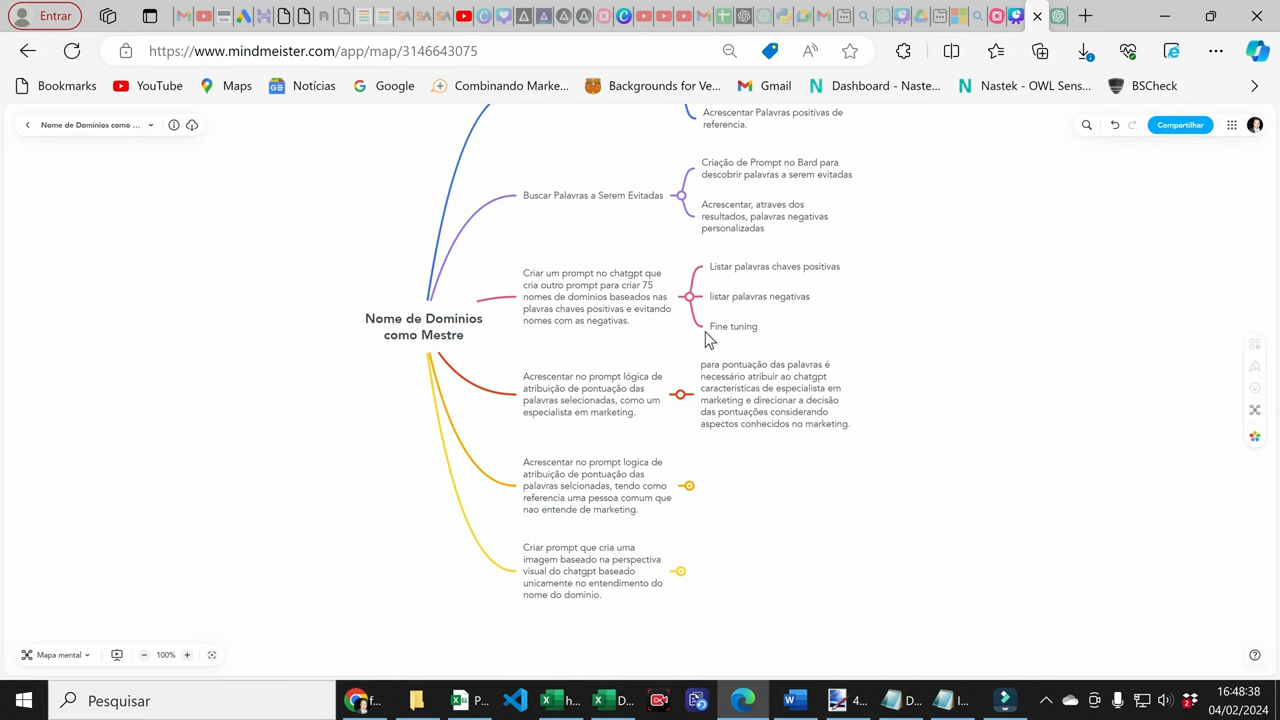 Entrar
https://www.mindmeister.com/app/map/3146643075
Bookmarks
YouTube
Maps
Notícias
Google
Combinando Marke...
Backgrounds for Ve...
Gmail
Dashboard - Naste...
Nastek - OWL Sens...
BSCheck
Nome de Dominios como ...
Compartilhar
Acrescentar Palavras positivas de
referencia.
Buscar Palavras a Serem Evitadas
Criação de Prompt no Bard para
descobrir palavras a serem evitadas
Acrescentar, atraves dos
resultados, palavras negativas
personalizadas
Criar um prompt no chatgpt que
cria outro prompt para criar 75
nomes de dominios baseados nas
plavras chaves positivas e evitando
nomes com as negativas.
Listar palavras chaves positivas
listar palavras negativas
Fine tuning
Nome de Dominios
como Mestre
Acrescentar no prompt lógica de
atribuição de pontuação das
palavras selecionadas, como um
especialista em marketing.
para pontuação das palavras é
necessário atribuir ao chatgpt
caracteristicas de especialista em
marketing e direcionar a decisão
das pontuações considerando
aspectos conhecidos no marketing.
Acrescentar no prompt logica de
atribuição de pontuação das
palavras selcionadas, tendo como
referencia uma pessoa comum que
nao entende de marketing.
Criar prompt que cria uma
imagem baseado na perspectiva
visual do chatgpt baseado
unicamente no entendimento do
nome do dominio.
Mapa mental
100%
Pesquisar
f...
P...
h...
D...
4...
D...
I...
16:48:38
04/02/2024